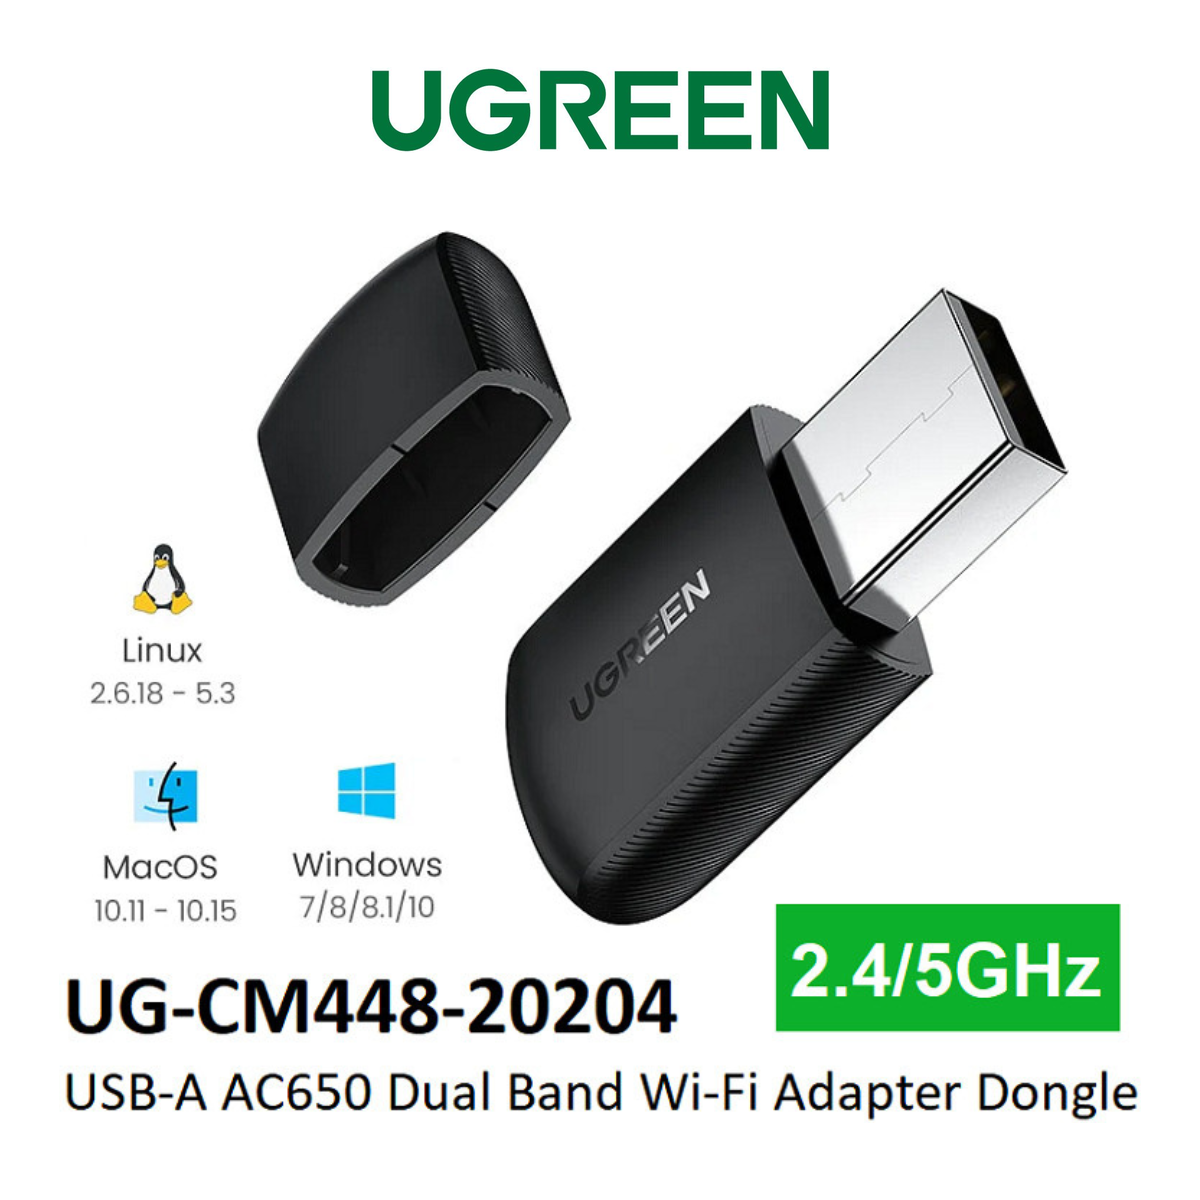 UGREEN
UGREEN
Linux
2.6.18 - 5.3
MacOS
10.11 - 10.15
Windows
7/8/8.1/10
2.4/5GHz
UG-CM448-20204
USB-A AC650 Dual Band Wi-Fi Adapter Dongle